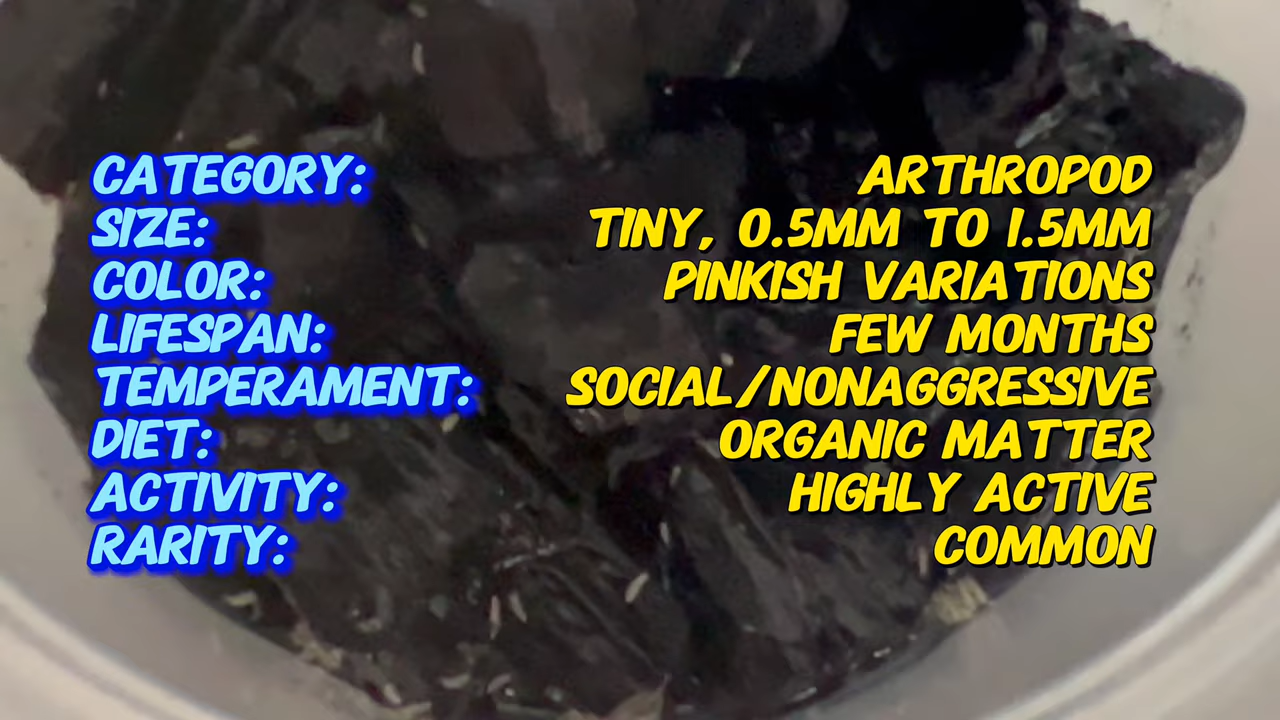 CATEGORY: ARTHROPOD
SIZE: TINY, 0.5MM TO 1.5MM
COLOR: PINKISH VARIATIONS
LIFESPAN: FEW MONTHS
TEMPERAMENT: SOCIAL/NONAGGRESSIVE
DIET: ORGANIC MATTER
ACTIVITY: HIGHLY ACTIVE
RARITY: COMMON